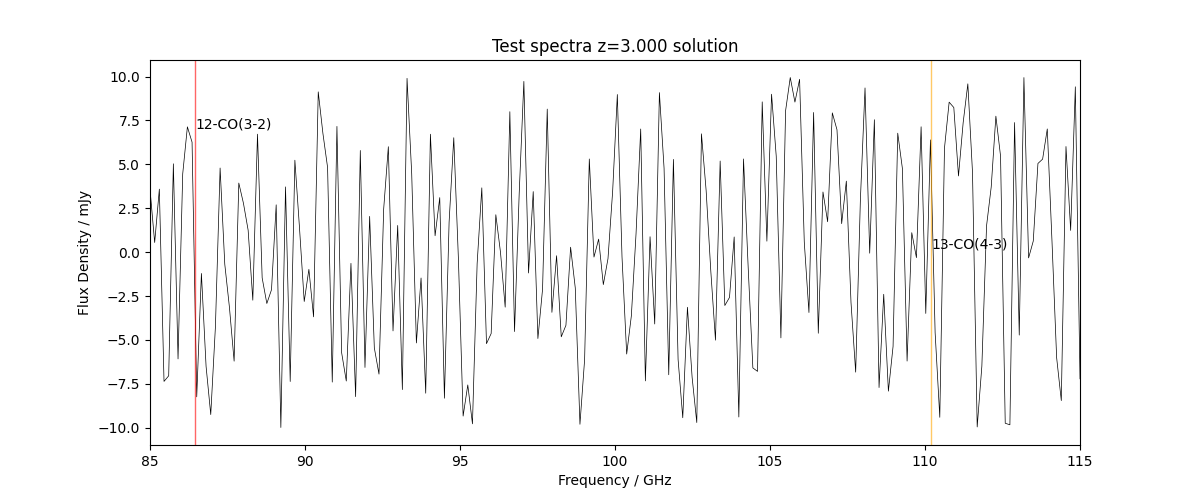 Test spectra z=3.000 solution
10.0
7.5
5.0
2.5
0.0
−2.5
−5.0
−7.5
−10.0
Flux Density / mJy
12-CO(3-2)
13-CO(4-3)
85 90 95 100 105 110 115
Frequency / GHz